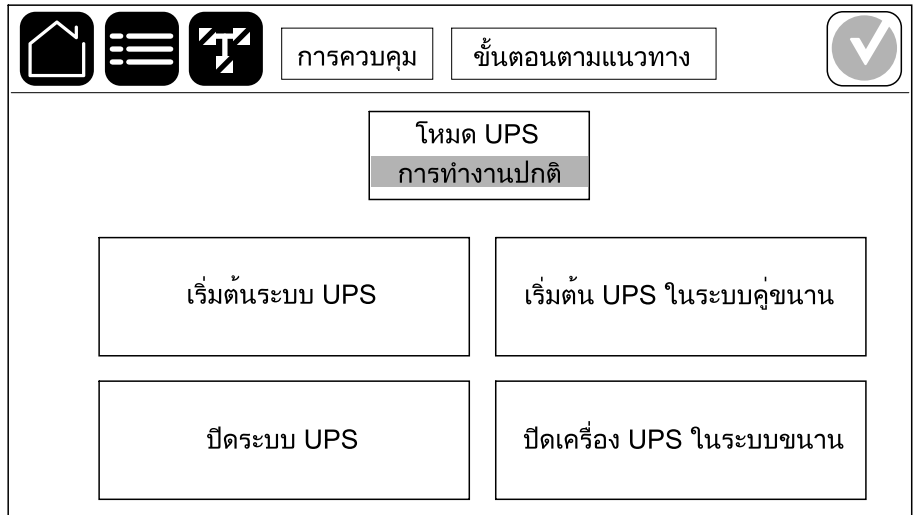 การควบคุม
ขั้นตอนตามแนวทาง
โหมด UPS
การทำงานปกติ
เริ่มต้นระบบ UPS
เริ่มต้น UPS ในระบบคู่ขนาน
ปิดระบบ UPS
ปิดเครื่อง UPS ในระบบขนาน